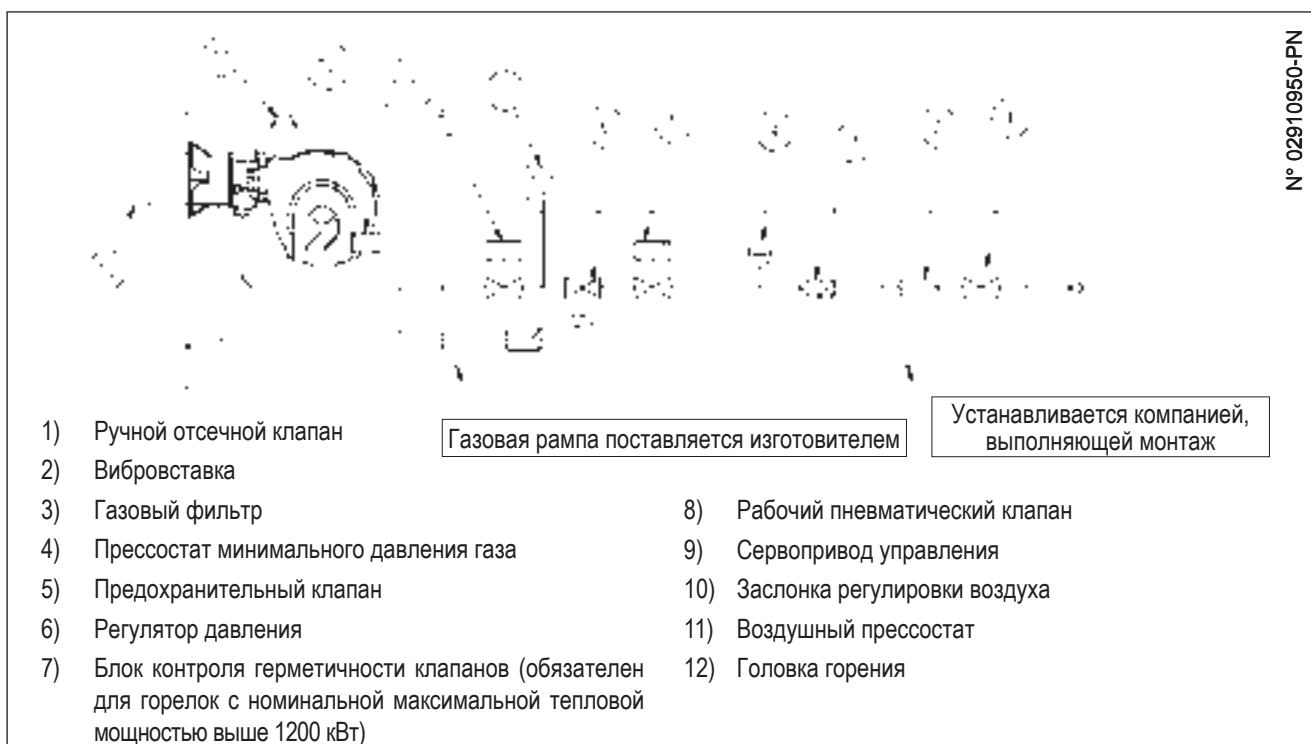 N° 02910950-PN
Газовая рампа поставляется изготовителем
Устанавливается компанией,
выполняющей монтаж
1) Ручной отсечной клапан
2) Вибровставка
3) Газовый фильтр
4) Прессостат минимального давления газа
5) Предохранительный клапан
6) Регулятор давления
7) Блок контроля герметичности клапанов (обязателен
для горелок с номинальной максимальной тепловой
мощностью выше 1200 кВт)
8) Рабочий пневматический клапан
9) Сервопривод управления
10) Заслонка регулировки воздуха
11) Воздушный прессостат
12) Головка горения